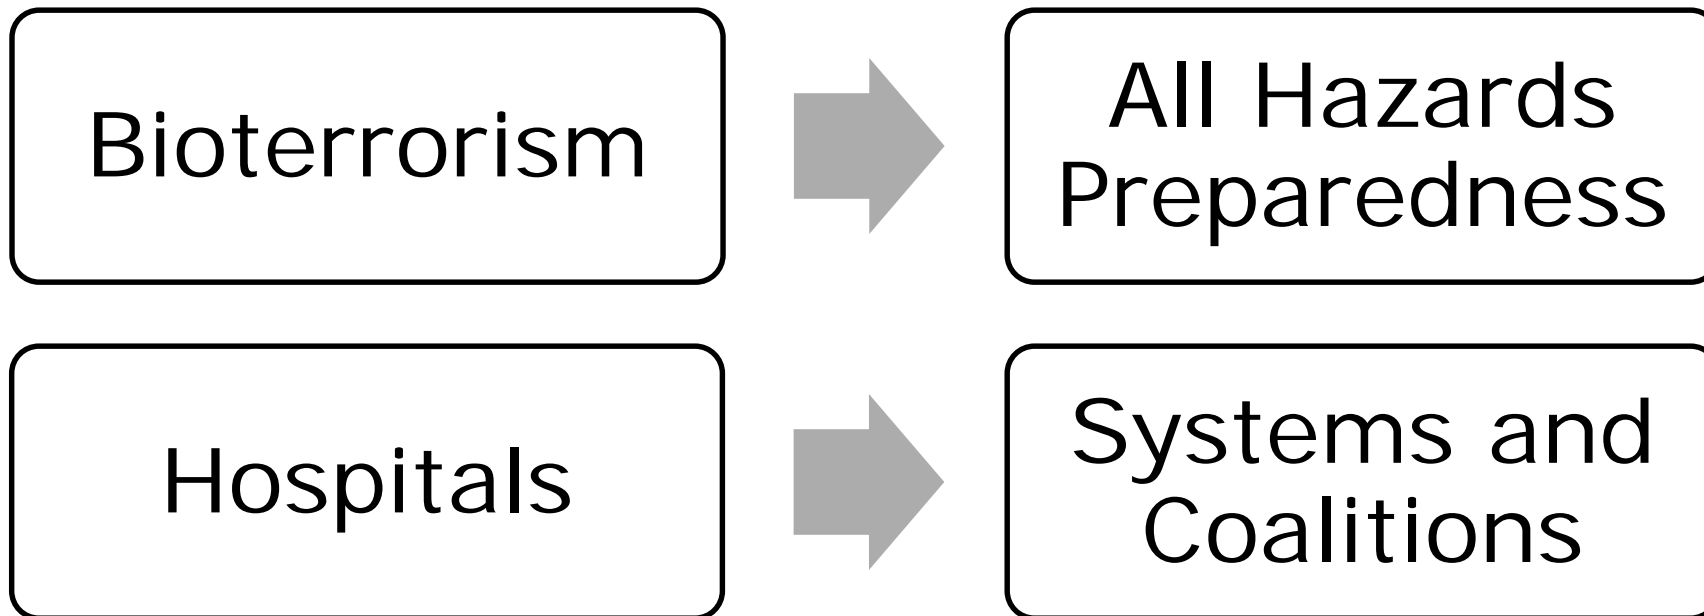 Bioterrorism
All Hazards
Preparedness
Hospitals
Systems and
Coalitions